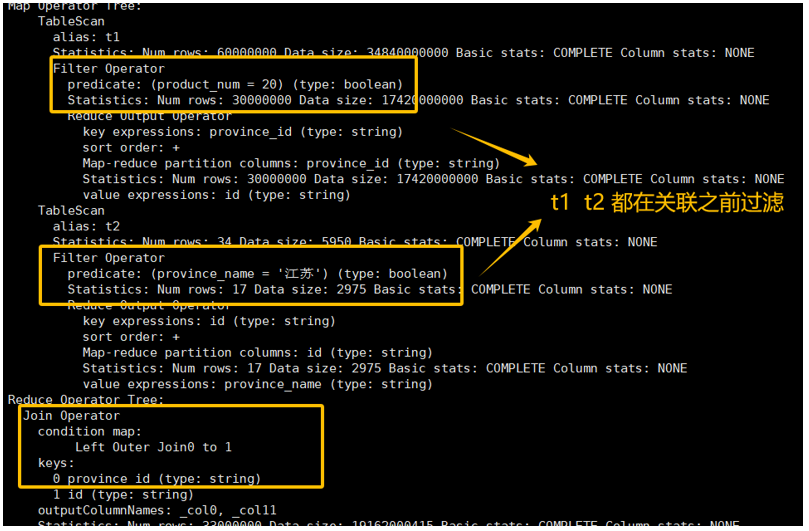 Map Operator Tree:
TableScan
alias: t1
Statistics: Num rows: 60000000 Data size: 34840000000 Basic stats: COMPLETE Column stats: NONE
Filter Operator
predicate: (product_num = 20) (type: boolean)
Statistics: Num rows: 30000000 Data size: 17420000000 Basic stats: COMPLETE Column stats: NONE
Reduce Output Operator
key expressions: province_id (type: string)
sort order: +
Map-reduce partition columns: province_id (type: string)
Statistics: Num rows: 30000000 Data size: 17420000000 Basic stats: COMPLETE Column stats: NONE
value expressions: id (type: string)
t1 t2 都在关联之前过滤
TableScan
alias: t2
Statistics: Num rows: 34 Data size: 5950 Basic stats: COMPLETE Column stats: NONE
Filter Operator
predicate: (province_name = '江苏') (type: boolean)
Statistics: Num rows: 17 Data size: 2975 Basic stats: COMPLETE Column stats: NONE
Reduce Output Operator
key expressions: id (type: string)
sort order: +
Map-reduce partition columns: id (type: string)
Statistics: Num rows: 17 Data size: 2975 Basic stats: COMPLETE Column stats: NONE
value expressions: province_name (type: string)
Reduce Operator Tree:
Join Operator
condition map:
Left Outer Join0 to 1
keys:
0 province_id (type: string)
1 id (type: string)
outputColumnNames: _col0, _col11
Statistics: Num rows: 33000000 Data size: 19162000415 Basic stats: COMPLETE Column stats: NONE